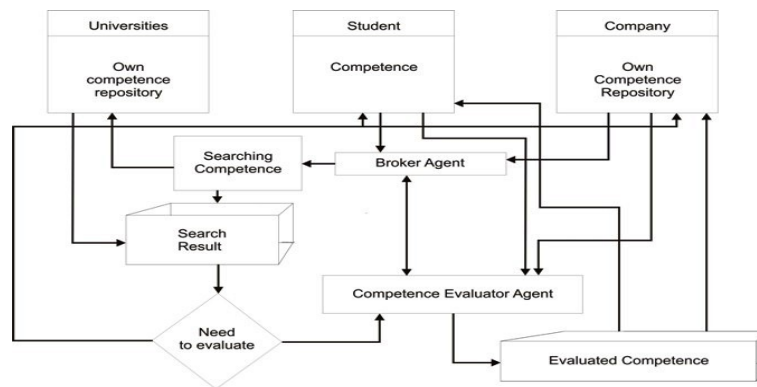 Universities
Own
competence
repository
Student
Competence
Company
Own
Competence
Repository
Searching
Competence
Broker Agent
Search
Result
Competence Evaluator Agent
Need
to evaluate
Evaluated Competence